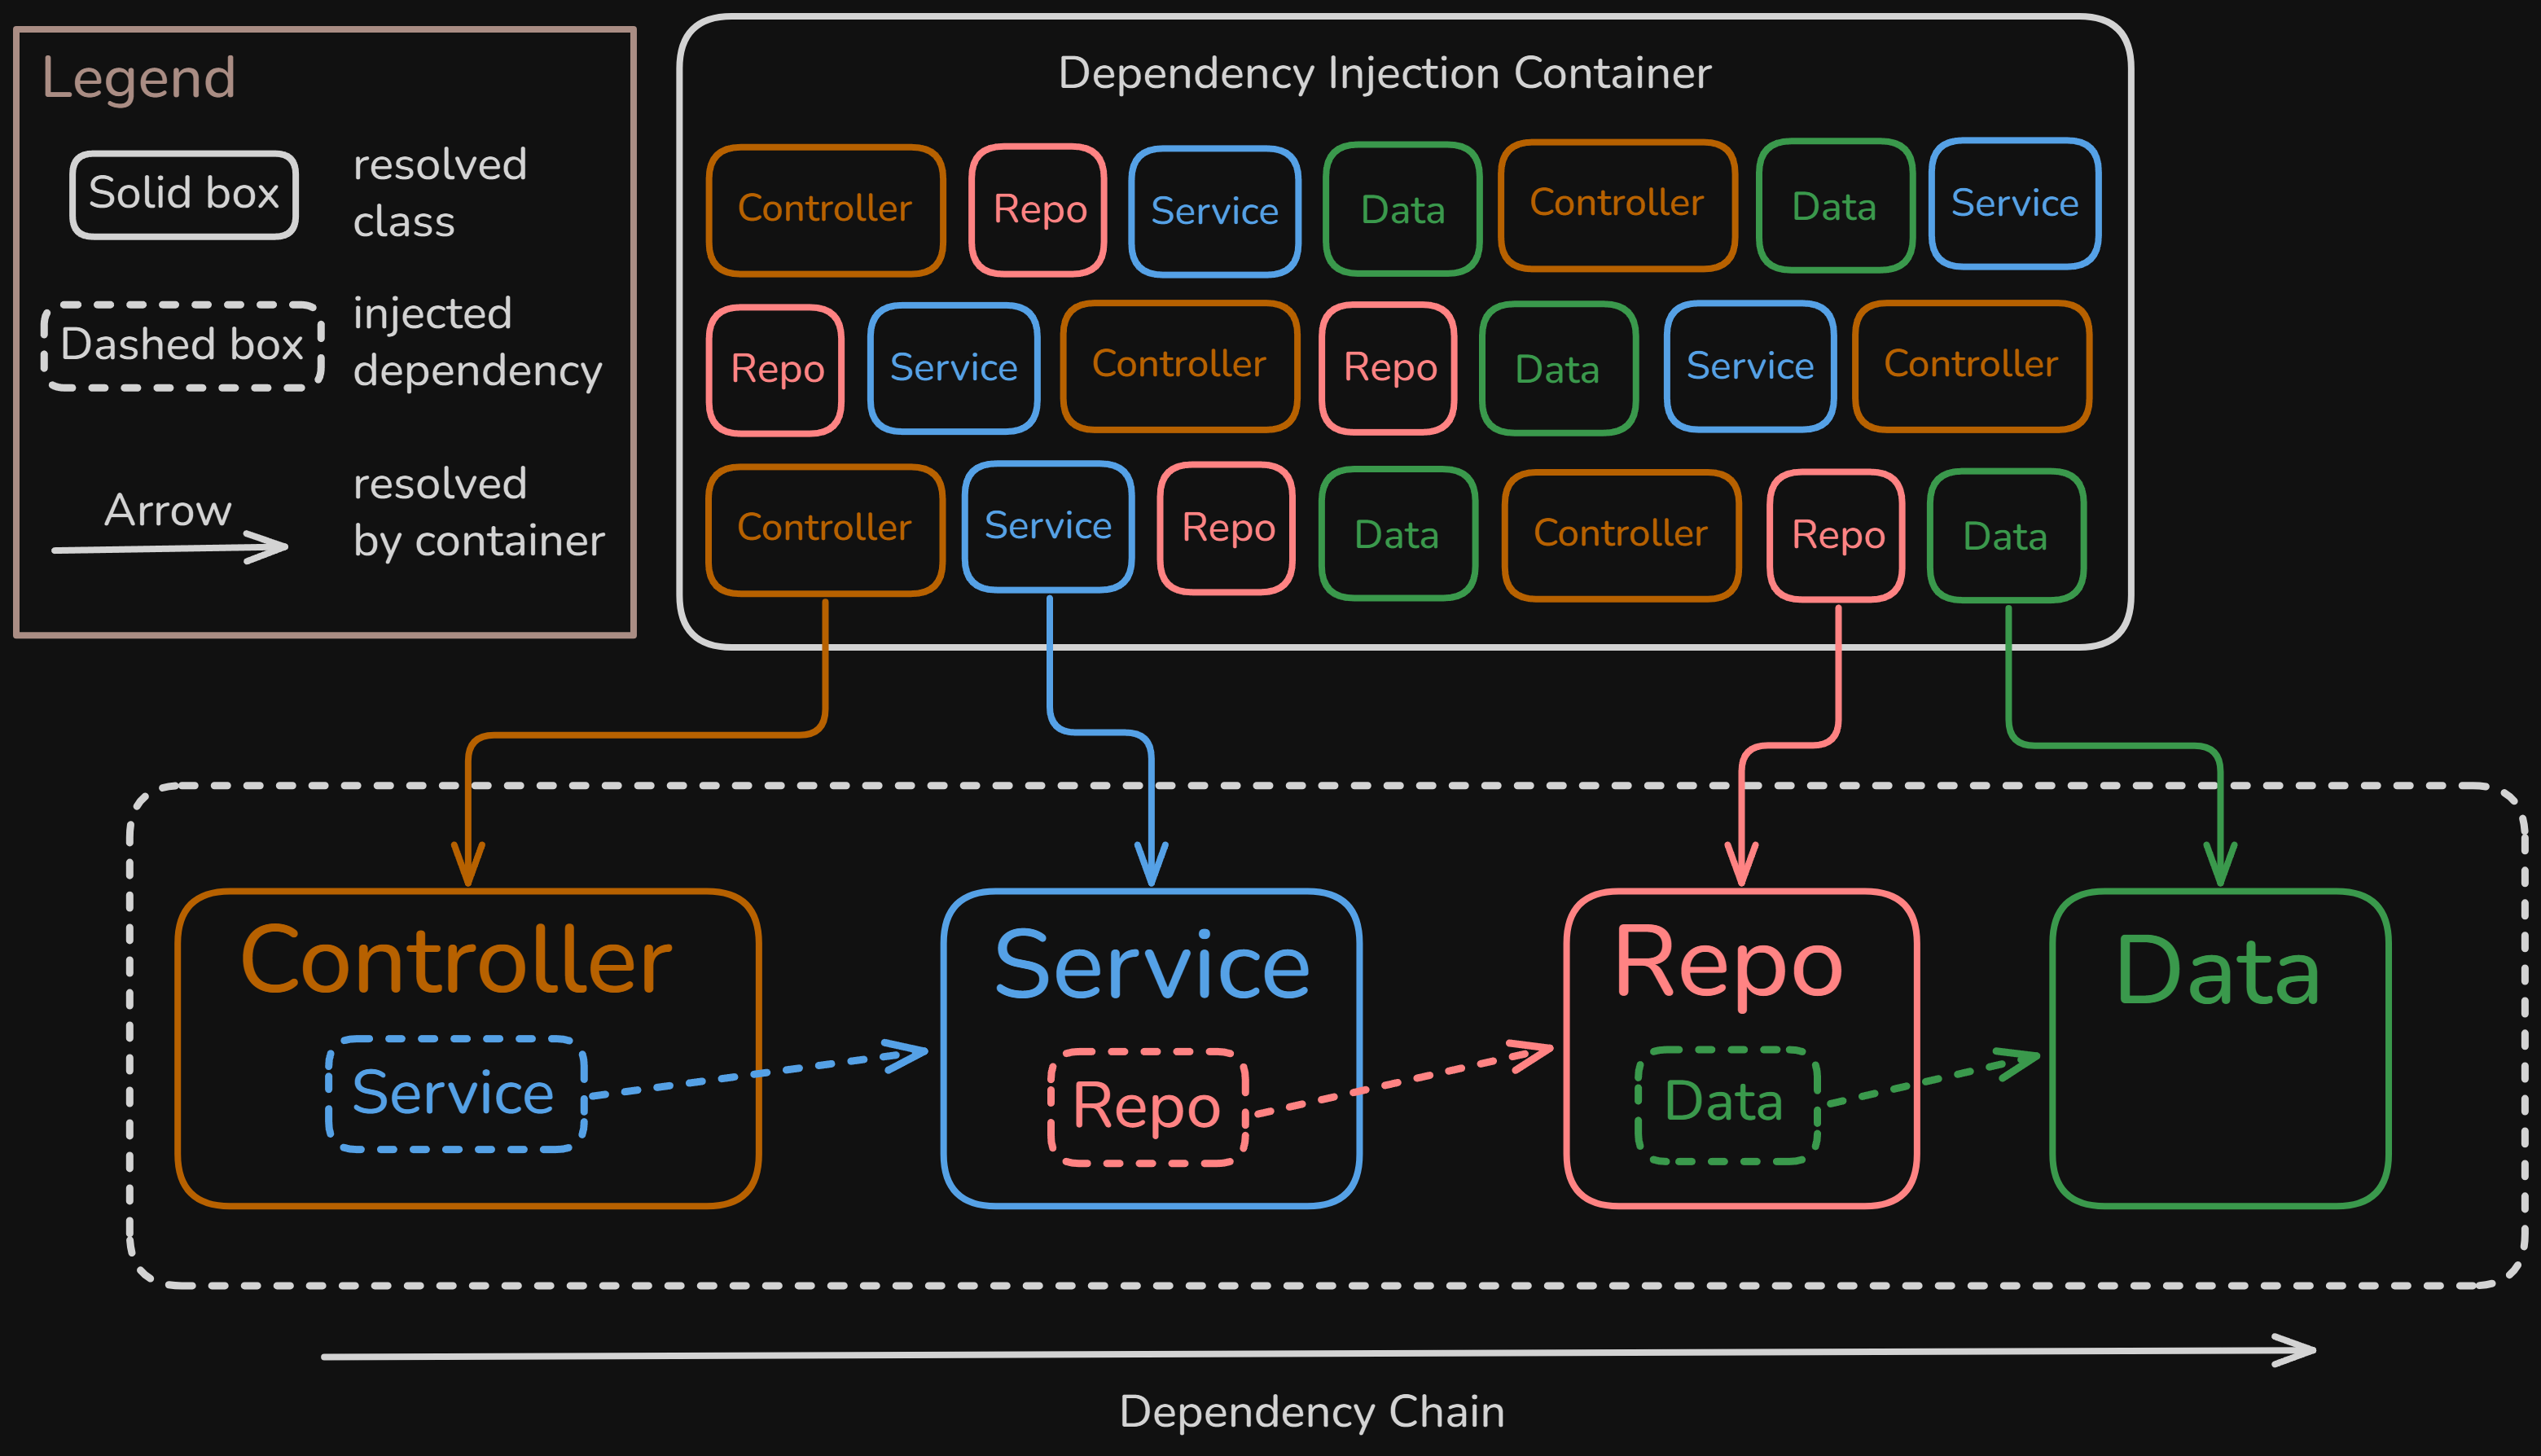 Legend
Solid box
resolved
class
Dashed box
injected
dependency
Arrow
resolved
by container
Dependency Injection Container
Controller Repo Service Data Controller Data Service
Repo Service Controller Repo Data Service Controller
Controller Service Repo Data Controller Repo Data
Controller
Service
Service
Repo
Repo
Data
Data
Dependency Chain